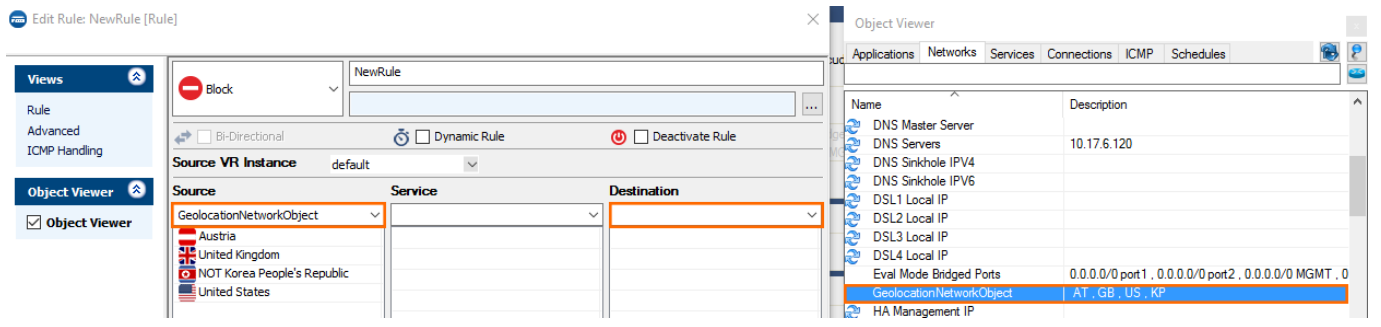 Edit Rule: NewRule [Rule]
Views
Rule
Advanced
ICMP Handling
Object Viewer
Object Viewer
Block
NewRule
...
Bi-Directional
Dynamic Rule
Deactivate Rule
Source VR Instance
default
Source
Service
Destination
GeolocationNetworkObject
Austria
United Kingdom
NOT Korea People's Republic
United States
Object Viewer
Applications Networks Services Connections ICMP Schedules
Name Description
DNS Master Server
DNS Servers 10.17.6.120
DNS Sinkhole IPV4
DNS Sinkhole IPV6
DSL1 Local IP
DSL2 Local IP
DSL3 Local IP
DSL4 Local IP
Eval Mode Bridged Ports 0.0.0.0/0 port1 , 0.0.0.0/0 port2 , 0.0.0.0/0 MGMT , 0
GeolocationNetworkObject AT , GB , US , KP
HA Management IP